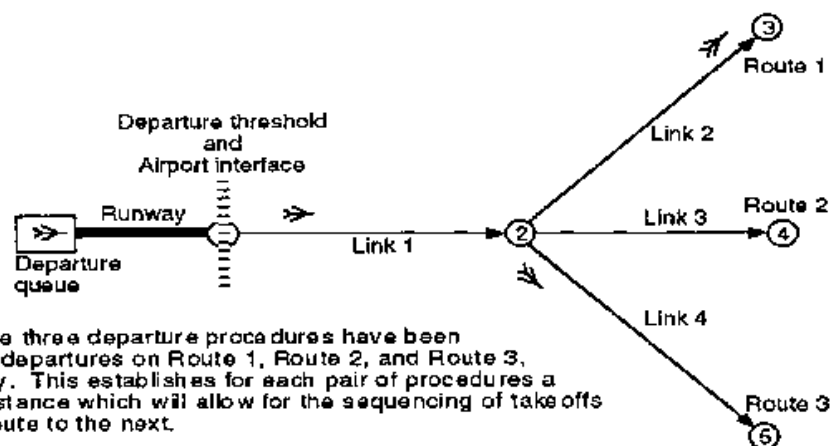 3
Route 1
Departure threshold
and
Airport interface
Link 2
Runway
Link 3
Route 2
2
4
Link 1
Departure
queue
Link 4
e three departure procedures have been
departures on Route 1, Route 2, and Route 3,
y. This establishes for each pair of procedures a
stance which will allow for the sequencing of takeoffs
ute to the next.
Route 3
5